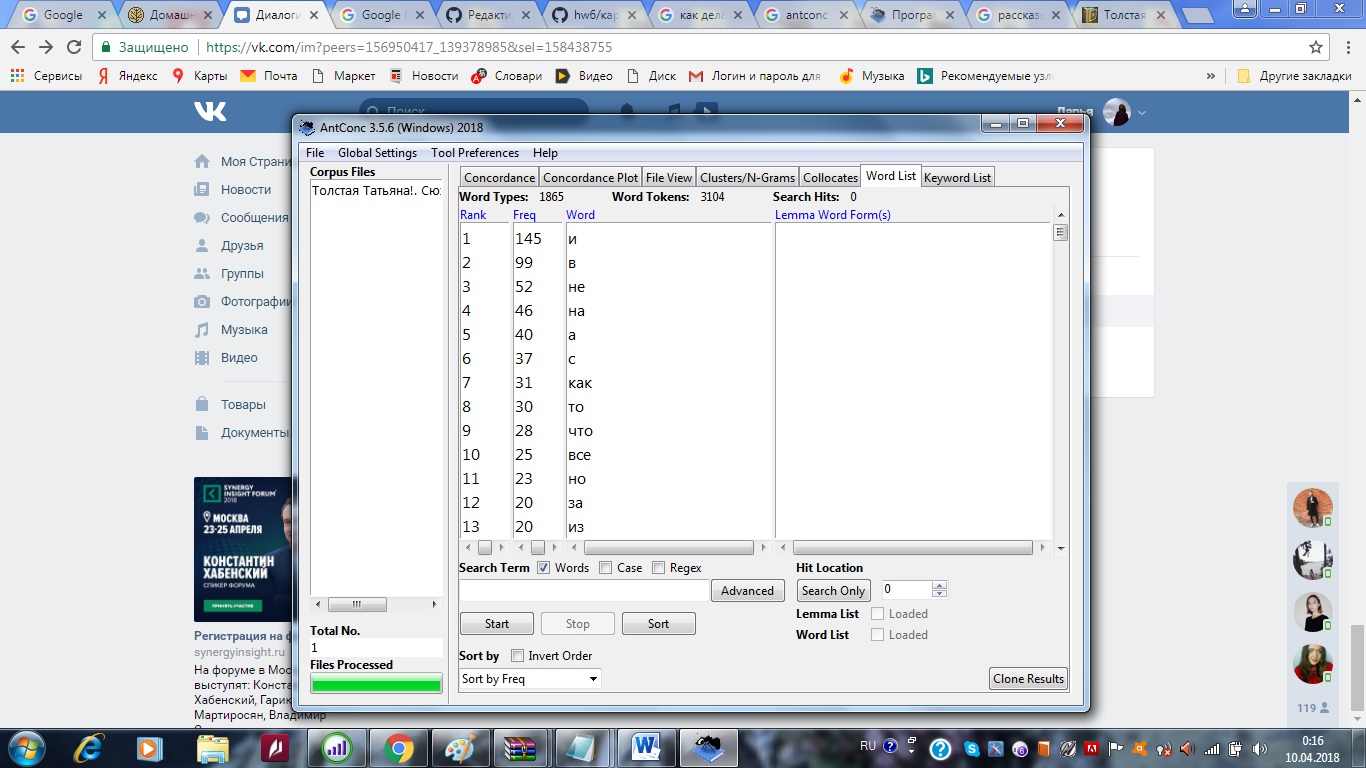 Google
Домашн
Диалоги
Google
Редакти
hw6/кар
как дела
antconc
Програм
рассказ
Толстая
Защищено
https://vk.com/im?peers=156950417_139378985&sel=158438755
Сервисы
Яндекс
Карты
Почта
Маркет
Новости
Словари
Видео
Диск
Логин и пароль для
Музыка
Рекомендуемые узл
»
Другие закладки
Поиск
Дарья
Моя Страни
Новости
Сообщения
Друзья
Группы
Фотографии
Музыка
Видео
Товары
Документы
SYNERGY
INSIGHT FORUM
2018
МОСКВА
23-25 АПРЕЛЯ
КОНСТАНТИН
ХАБЕНСКИЙ
СПИКЕР ФОРУМА
ПРИНЯТЬ УЧАСТИЕ
Регистрация на ф
synergyinsight.ru
На форуме в Мос
выступят: Конста
Хабенский, Гарик
Мартиросян, Владимир
AntConc 3.5.6 (Windows) 2018
File Global Settings Tool Preferences Help
Corpus Files
Толстая Татьяна!. Сю
Total No.
1
Files Processed
Concordance Concordance Plot File View Clusters/N-Grams Collocates Word List Keyword List
Word Types: 1865 Word Tokens: 3104 Search Hits: 0
Rank Freq Word Lemma Word Form(s)
1 145 и
2 99 в
3 52 не
4 46 на
5 40 а
6 37 с
7 31 как
8 30 то
9 28 что
10 25 все
11 23 но
12 20 за
13 20 из
Search Term Words Case Regex Hit Location
Advanced Search Only 0
Start Stop Sort Lemma List Loaded
Word List Loaded
Sort by Invert Order
Sort by Freq
Clone Results
119
RU
0:16
10.04.2018